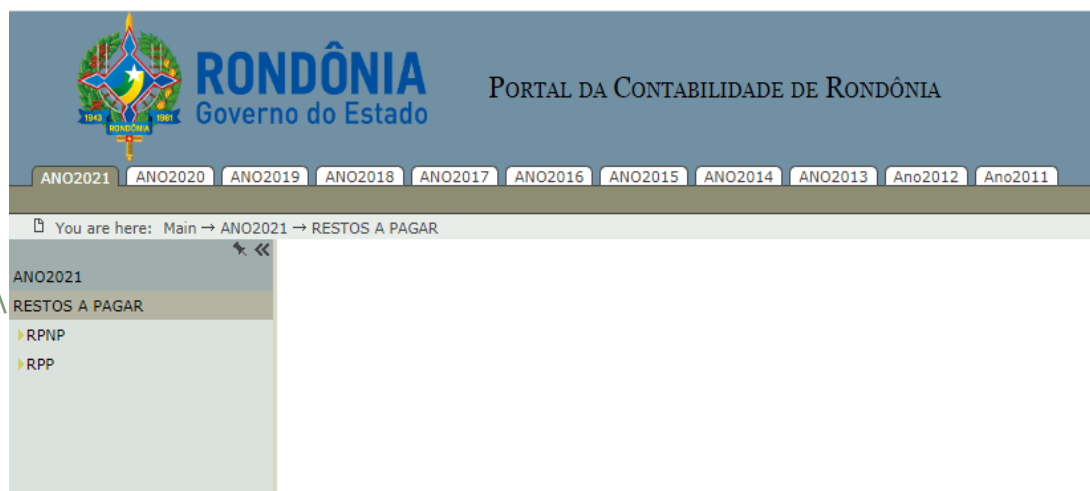 RONDÔNIA
Governo do Estado
1943 1981
RONDÔNIA
PORTAL DA CONTABILIDADE DE RONDÔNIA
ANO2021 ANO2020 ANO2019 ANO2018 ANO2017 ANO2016 ANO2015 ANO2014 ANO2013 Ano2012 Ano2011
You are here: Main → ANO2021 → RESTOS A PAGAR
ANO2021
RESTOS A PAGAR
RPNP
RPP